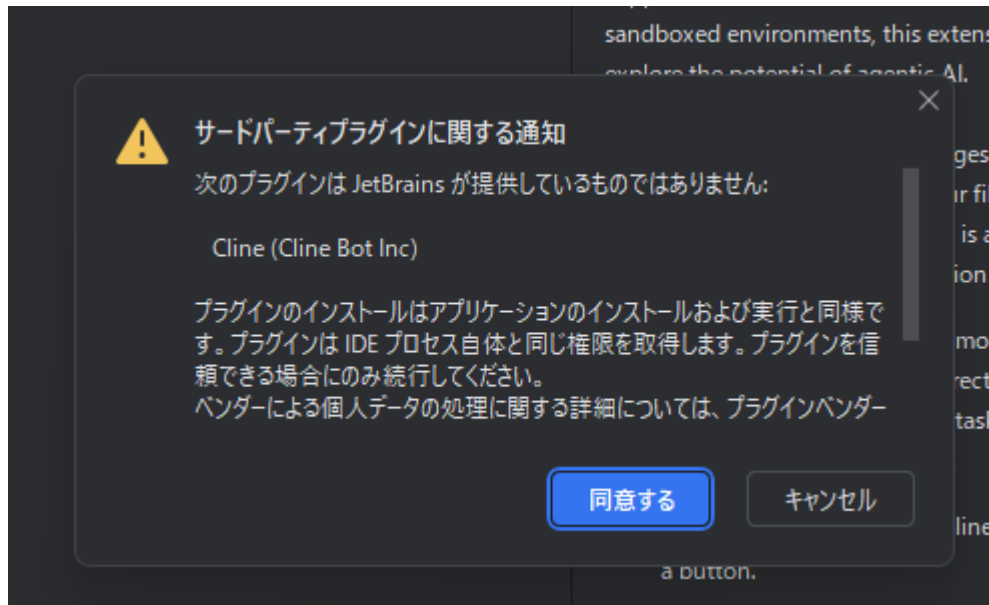 sandboxed environments, this extens
explore the potential of agentic AI.
サードパーティプラグインに関する通知
次のプラグインは JetBrains が提供しているものではありません:
Cline (Cline Bot Inc)
プラグインのインストールはアプリケーションのインストールおよび実行と同様で
す。プラグインは IDE プロセス自体と同じ権限を取得します。プラグインを信
頼できる場合にのみ続行してください。
ベンダーによる個人データの処理に関する詳細については、プラグインベンダー
同意する
キャンセル
ges
ur fil
is a
ion
mo
rect
task
line
a button.